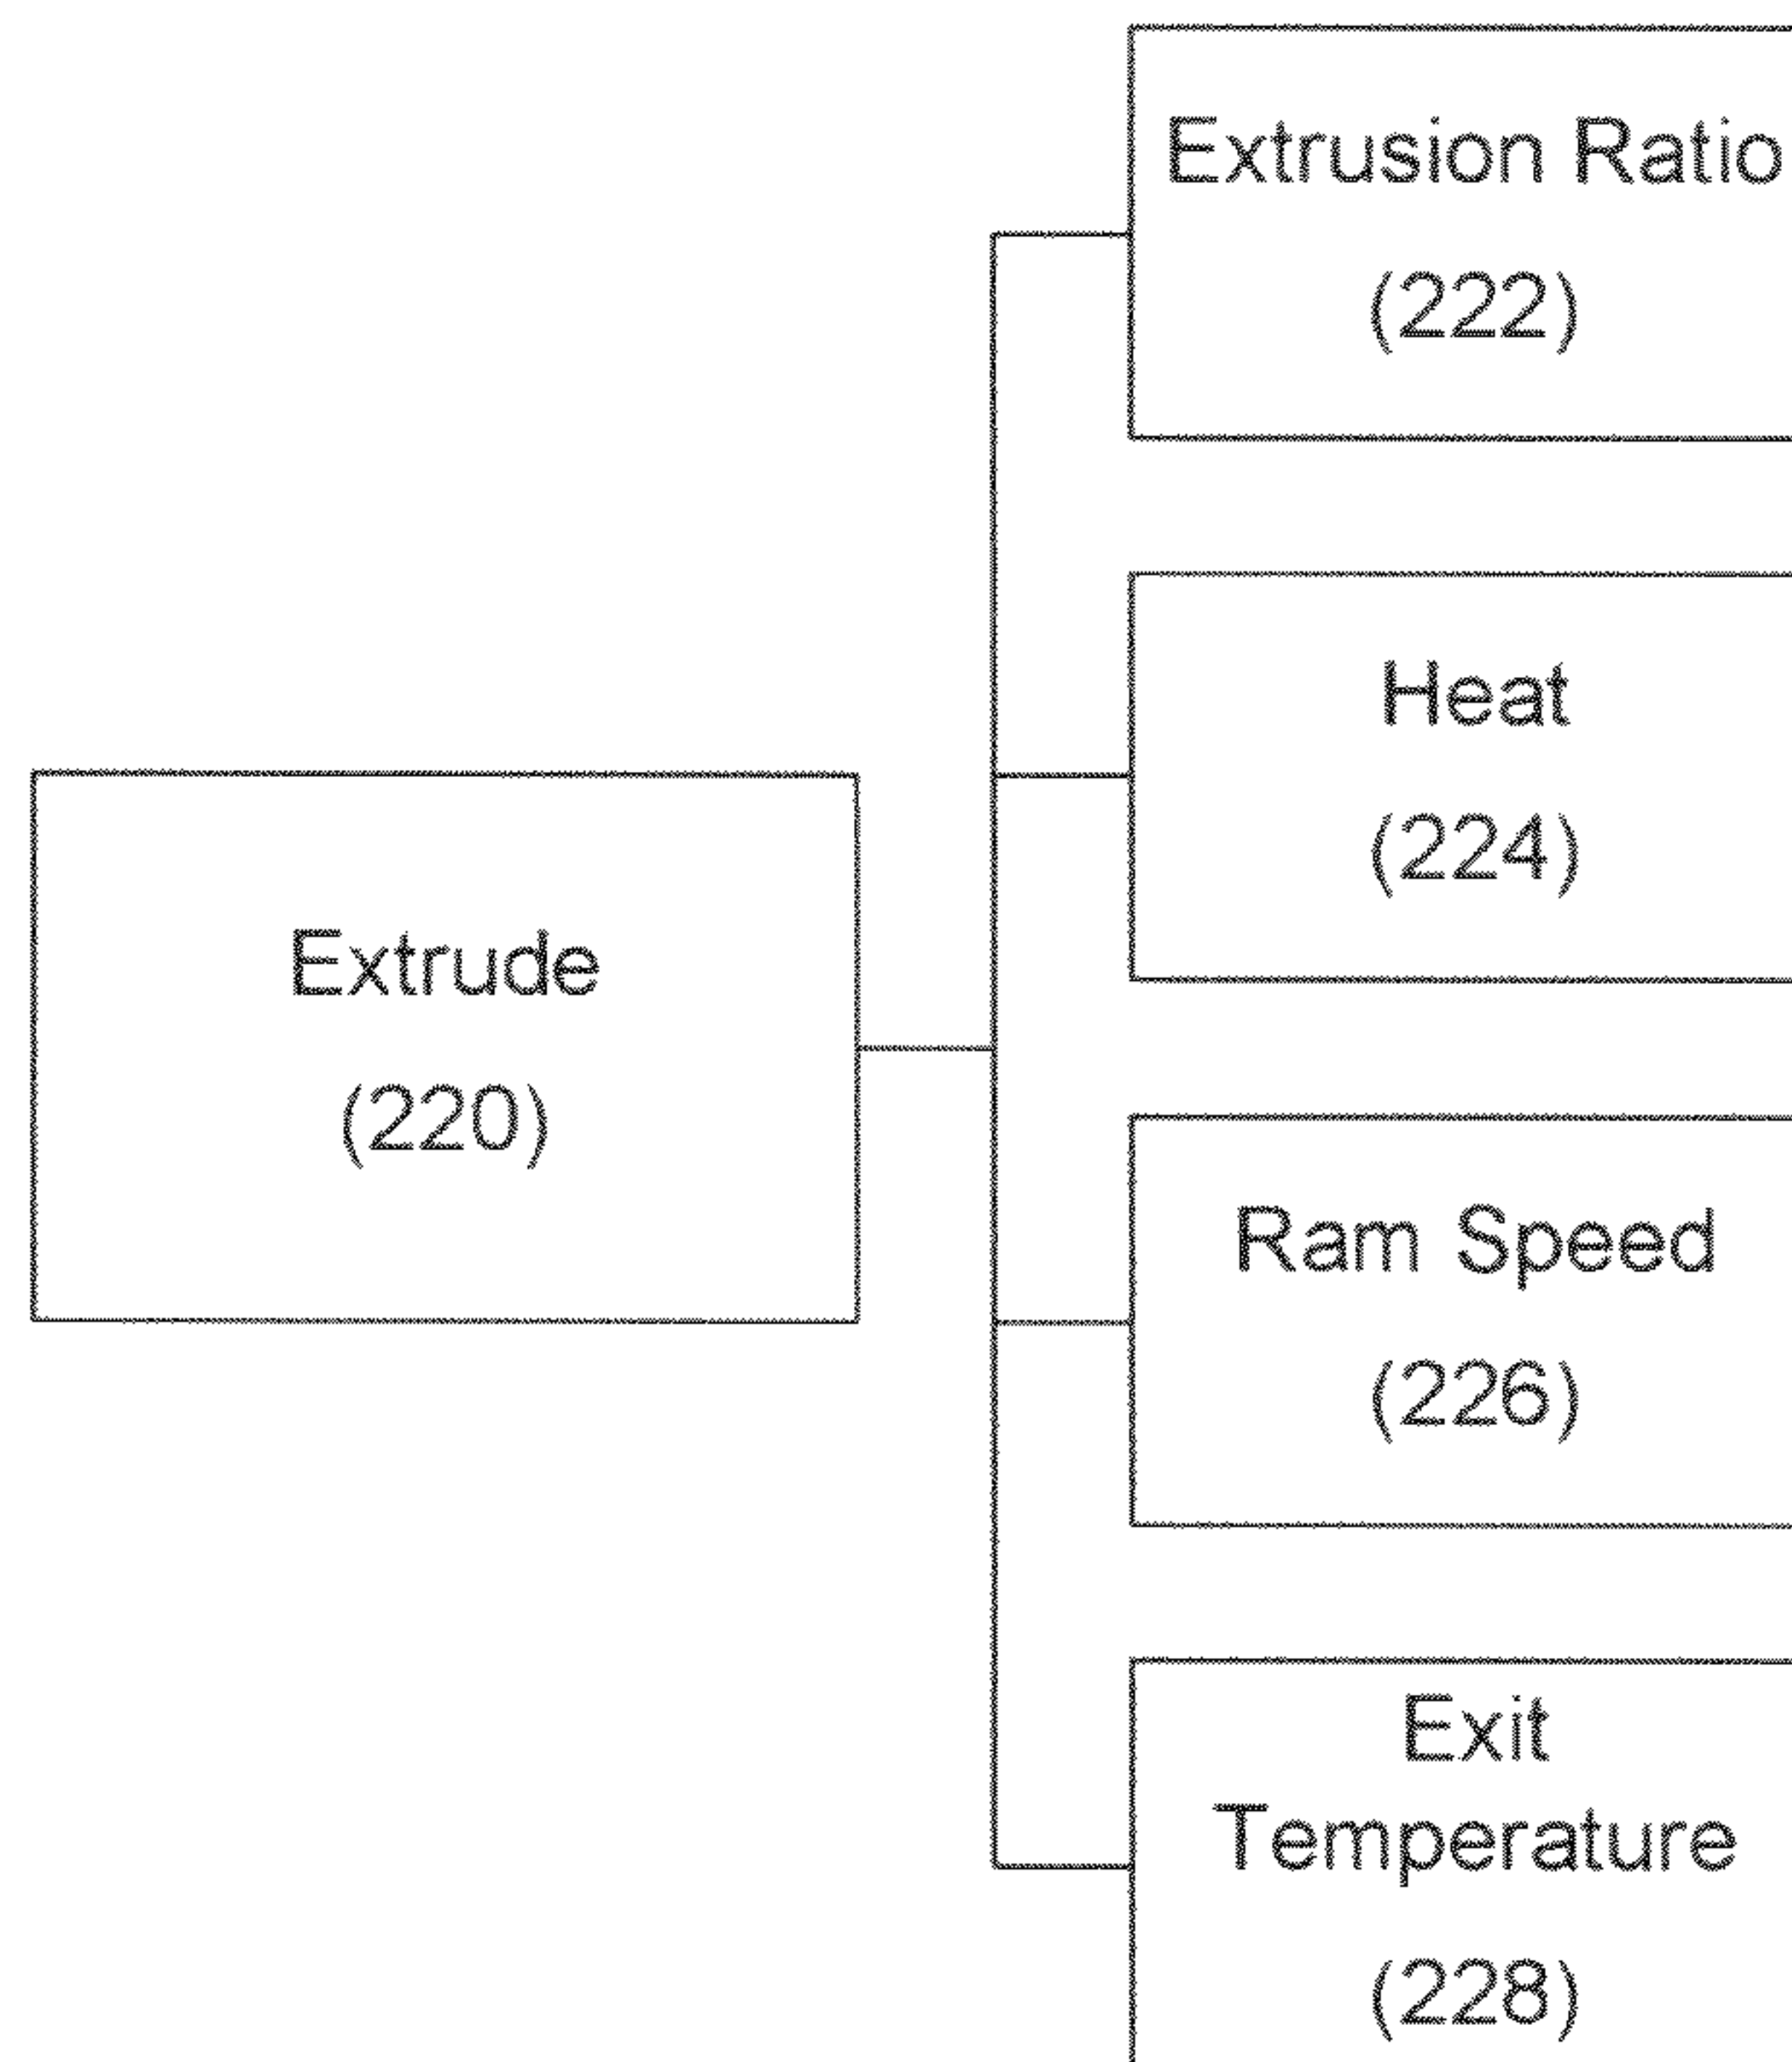 Extrusion Ratio
(222)
Heat
(224)
Extrude
(220)
Ram Speed
(226)
Exit
Temperature
(228)